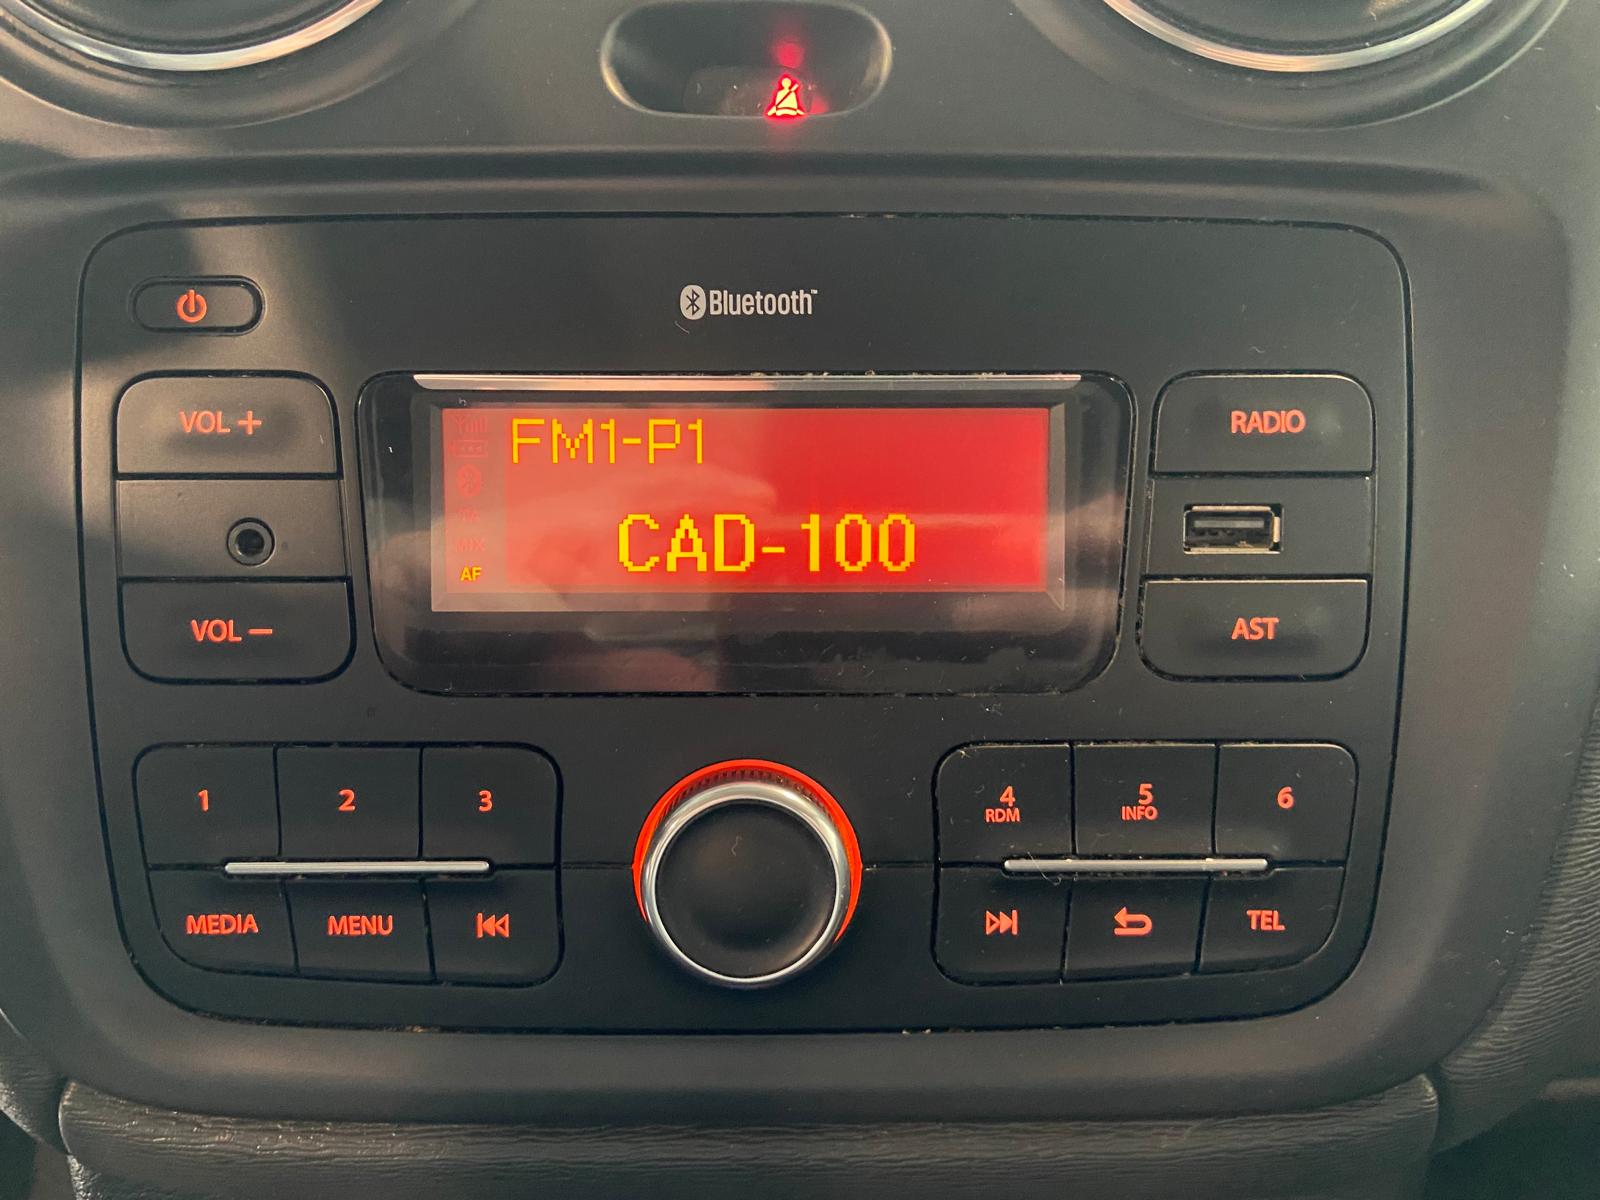 Bluetooth™
VOL +
FM1-P1
RADIO
CAD-100
MIX
AF
VOL –
AST
1
2
3
4
RDM
5
INFO
6
MEDIA
MENU
TEL